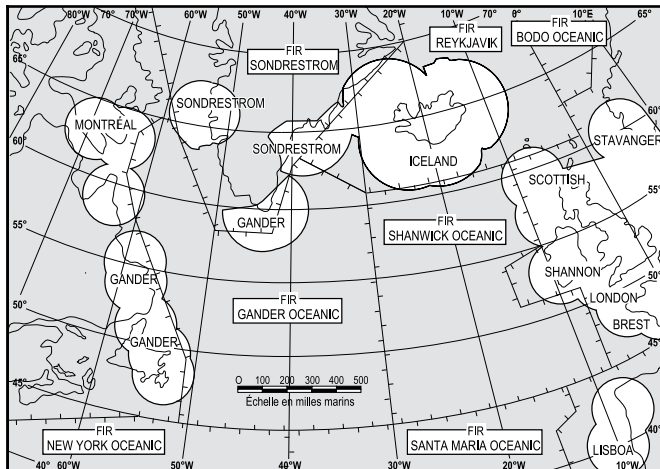 80°W 70°W 60°W 50°W 40°W 30°W 20°W 10°W 70° 0° 10°E 65°
FIR
REYKJAVIK
FIR
BODO OCEANIC
FIR
SONDRESTROM
65°
60°
SONDRESTROM
MONTRÉAL
STAVANGER
SONDRESTROM
ICELAND
60°
SCOTTISH
55°
GANDER
FIR
SHANWICK OCEANIC
55°
GANDER
SHANNON
50°
50°
FIR
GANDER OCEANIC
LONDON
BREST
GANDER
45°
45°
0 100 200 300 400 500
Échelle en milles marins
FIR
NEW YORK OCEANIC
FIR
SANTA MARIA OCEANIC
40°
LISBOA
40° 60°W 50°W 40°W 30°W 20°W 10°W